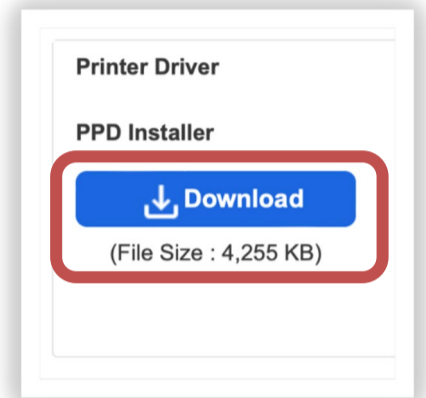 Printer Driver
PPD Installer
Download
(File Size : 4,255 KB)